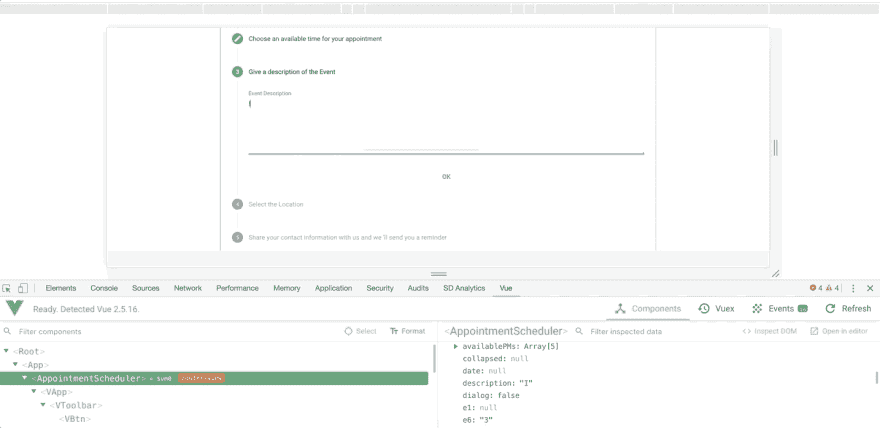 Choose an available time for your appointment
3 Give a description of the Event
Event Description
I
OK
4 Select the Location
5 Share your contact information with us and we 'll send you a reminder
Elements Console Sources Network Performance Memory Application Security Audits SD Analytics Vue 4 4
Ready. Detected Vue 2.5.16. Components Vuex Events Refresh
Filter components Select Format <AppointmentScheduler> Filter inspected data <> Inspect DOM Open in editor
<Root>
<App>
<AppointmentScheduler> = $vm0
<VApp>
<VToolbar>
<VBtn>
availablePMs: Array[5]
collapsed: null
date: null
description: "I"
dialog: false
e1: null
e6: "3"